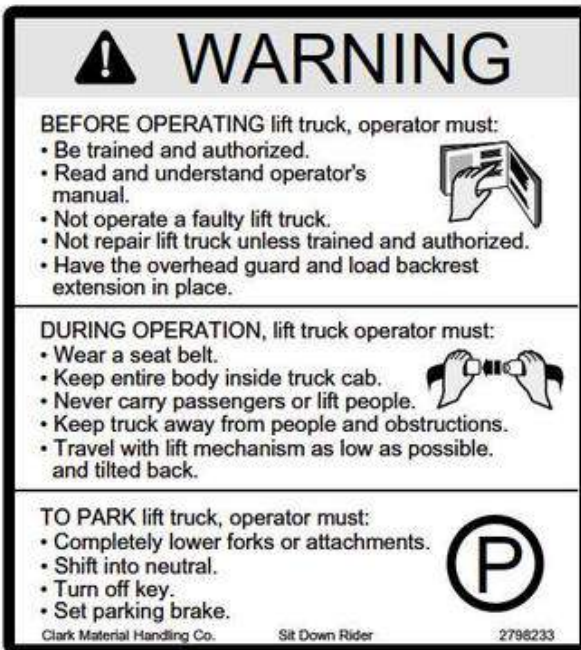 WARNING
BEFORE OPERATING lift truck, operator must:
• Be trained and authorized.
• Read and understand operator's
manual.
• Not operate a faulty lift truck.
• Not repair lift truck unless trained and authorized.
• Have the overhead guard and load backrest
extension in place.
DURING OPERATION, lift truck operator must:
• Wear a seat belt.
• Keep entire body inside truck cab.
• Never carry passengers or lift people.
• Keep truck away from people and obstructions.
• Travel with lift mechanism as low as possible.
and tilted back.
TO PARK lift truck, operator must:
• Completely lower forks or attachments.
• Shift into neutral.
• Turn off key.
• Set parking brake.
P
Clark Material Handling Co. Sit Down Rider 2798233